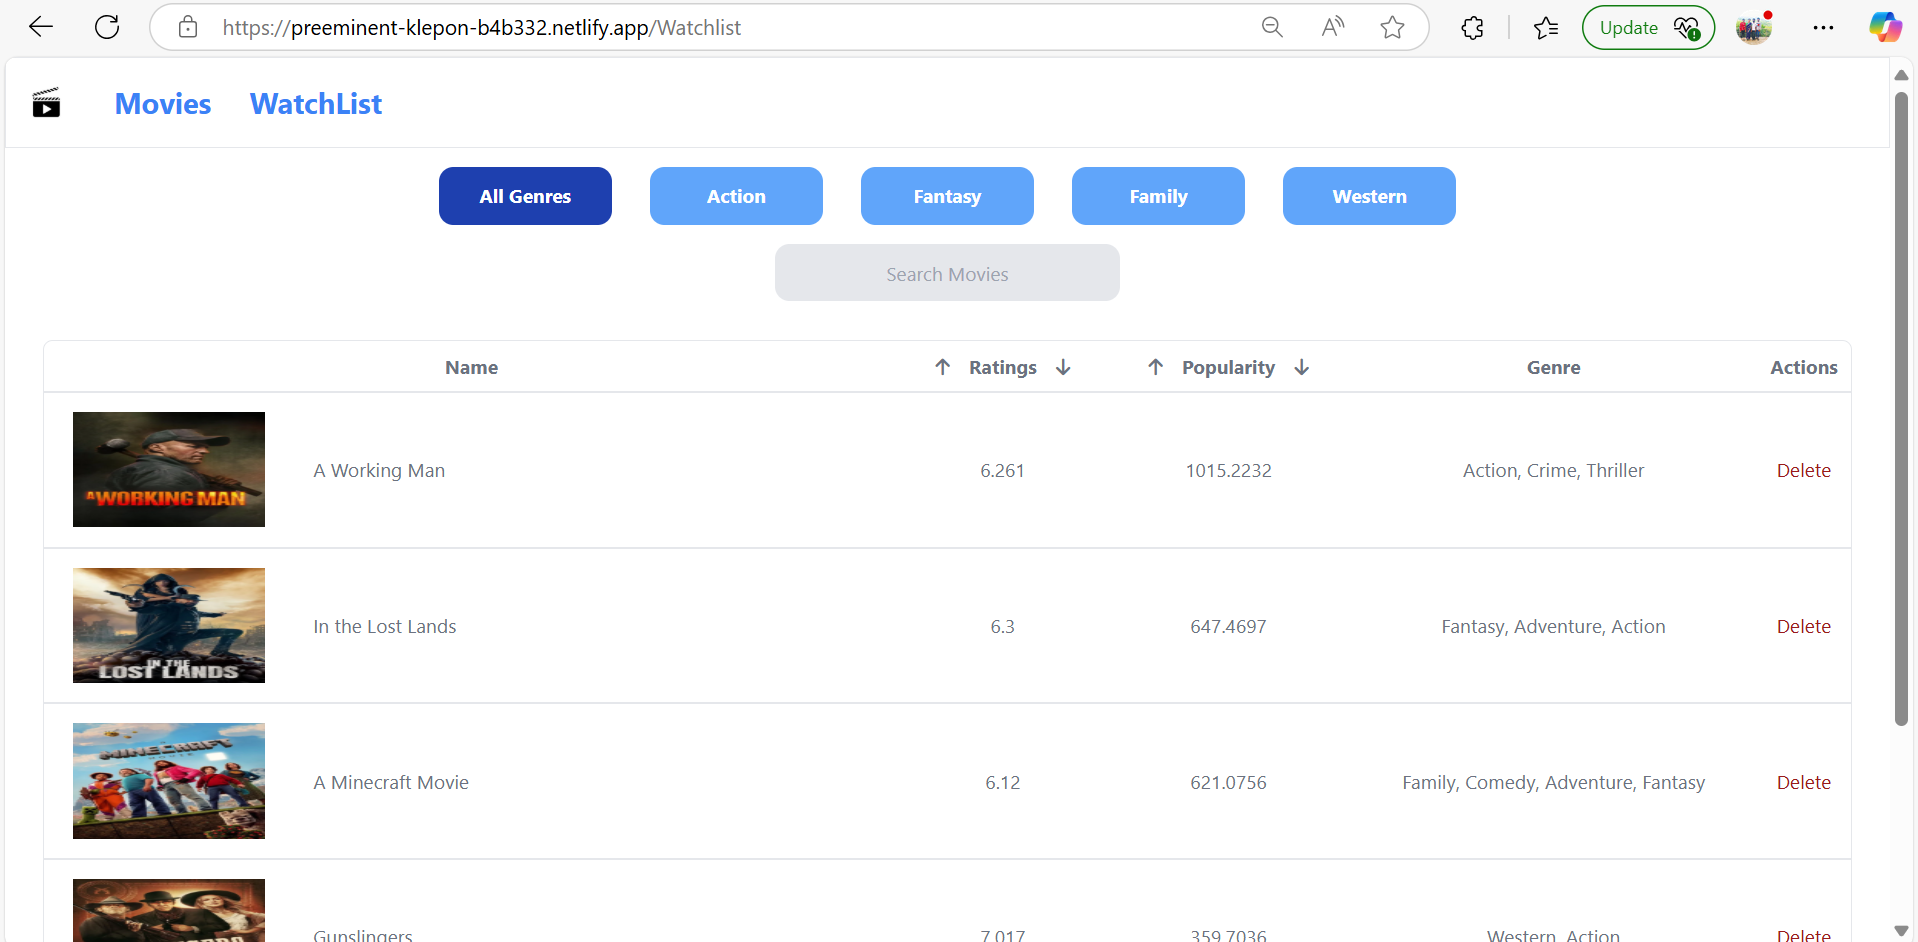 https://preeminent-klepon-b4b332.netlify.app/Watchlist
Update
Movies WatchList
All Genres Action Fantasy Family Western
Search Movies
Name ↑ Ratings ↓ ↑ Popularity ↓ Genre Actions
A WORKING MAN
A Working Man 6.261 1015.2232 Action, Crime, Thriller Delete
IN THE
LOST LANDS
In the Lost Lands 6.3 647.4697 Fantasy, Adventure, Action Delete
MINECRAFT
A Minecraft Movie 6.12 621.0756 Family, Comedy, Adventure, Fantasy Delete
Gunslingers 7.017 359.7036 Western, Action Delete